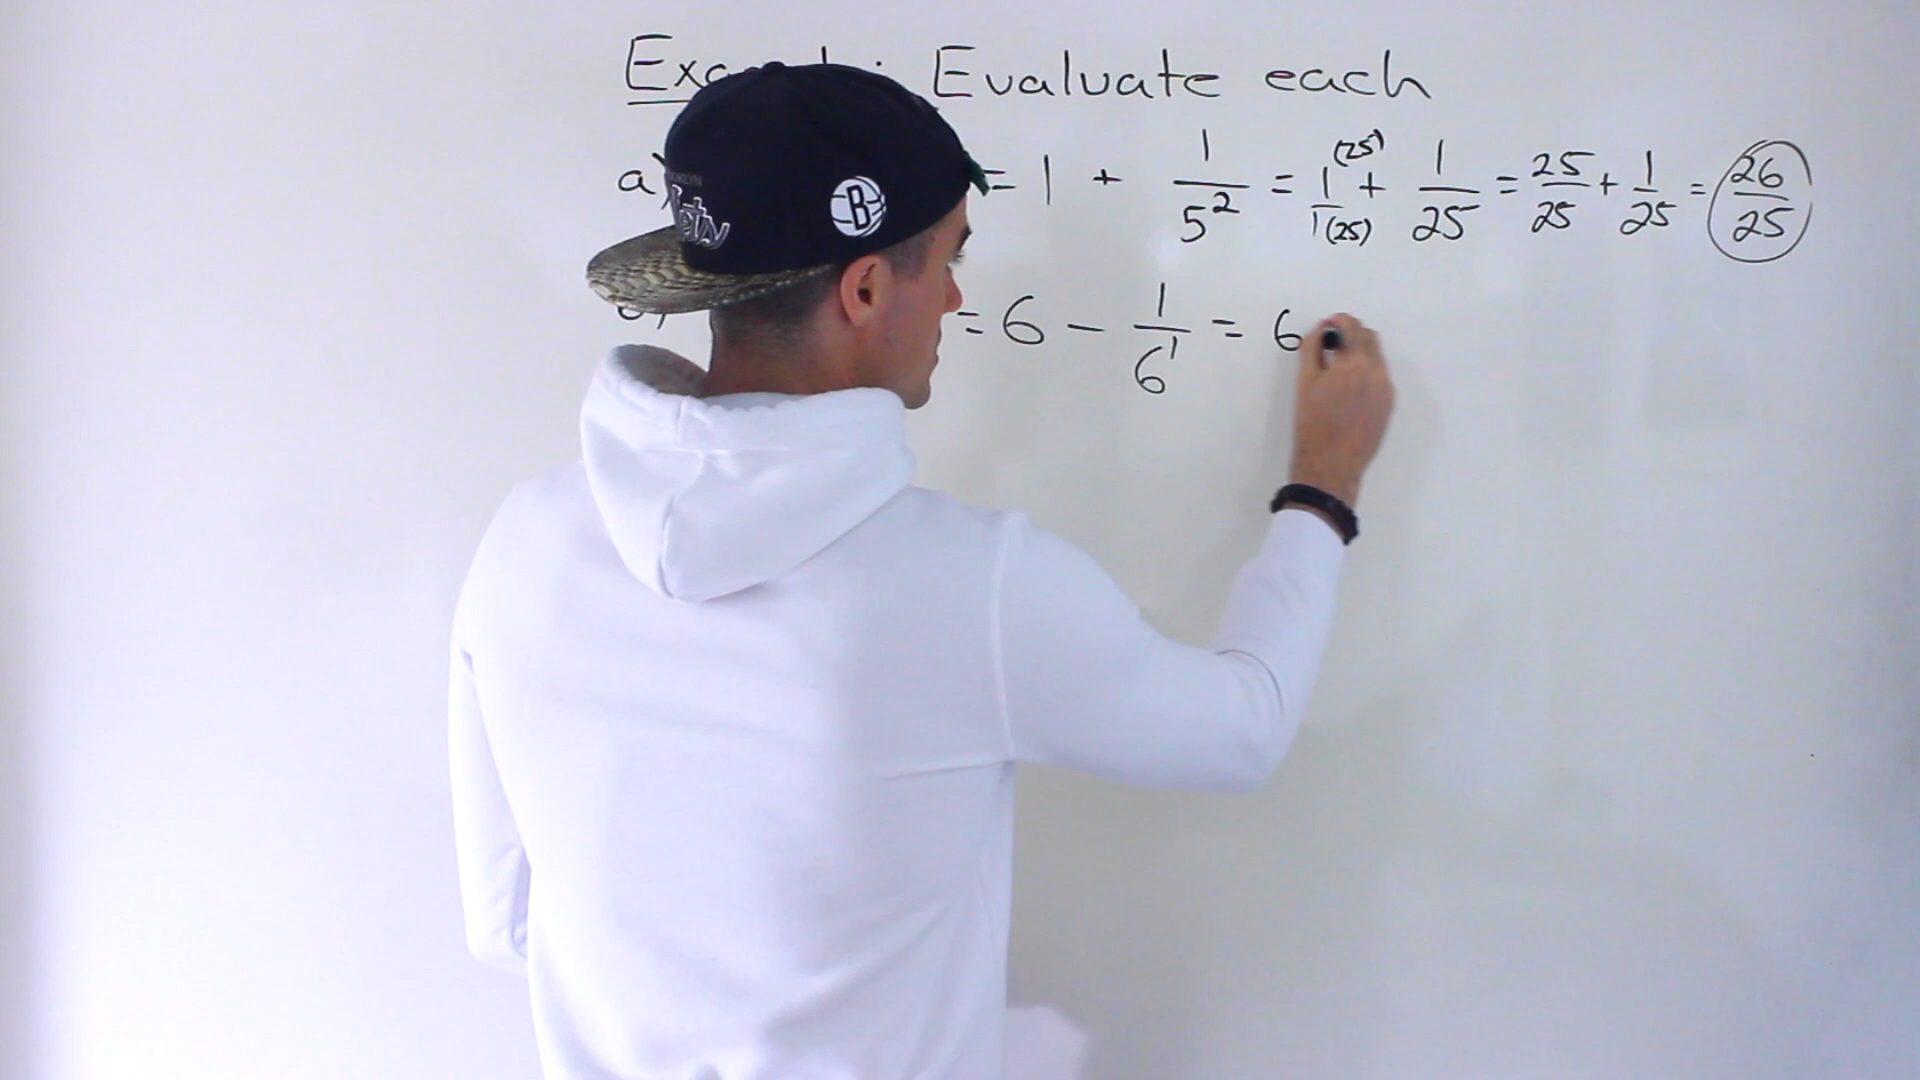 Exa : Evaluate each
a) = 1 + 1/5² = 1(25)/1(25) + 1/25 = 25/25 + 1/25 = 26/25
= 6 - 1/6¹ = 6
B